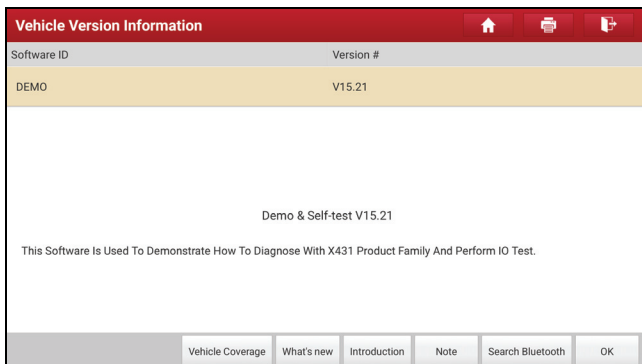 Vehicle Version Information
Software ID Version #
DEMO V15.21
Demo & Self-test V15.21
This Software Is Used To Demonstrate How To Diagnose With X431 Product Family And Perform IO Test.
Vehicle Coverage What's new Introduction Note Search Bluetooth OK